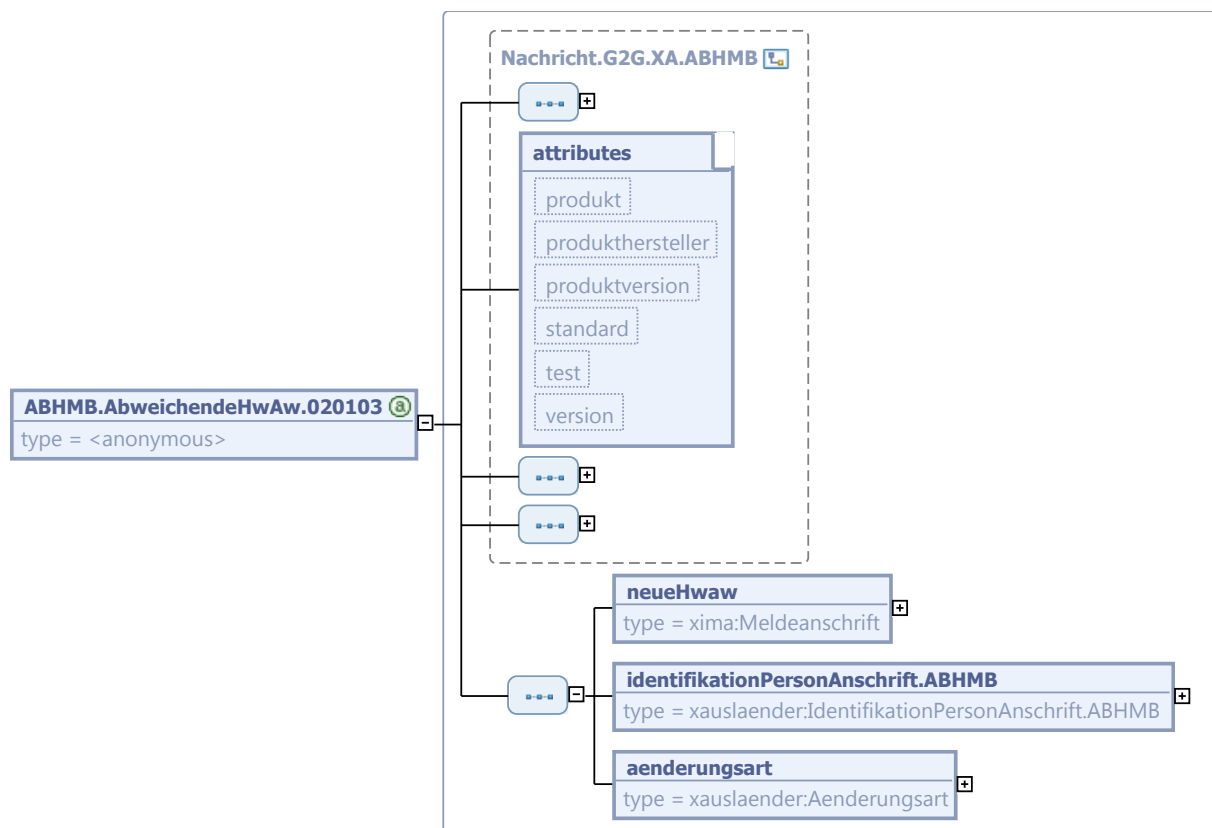 Nachricht.G2G.XA.ABHMB
attributes
produkt
produkthersteller
produktversion
standard
test
version
ABHMB.AbweichendeHwAw.020103 a
type = <anonymous>
neueHwaw
type = xima:Meldeanschrift
identifikationPersonAnschrift.ABHMB
type = xauslaender:IdentifikationPersonAnschrift.ABHMB
aenderungsart
type = xauslaender:Aenderungsart